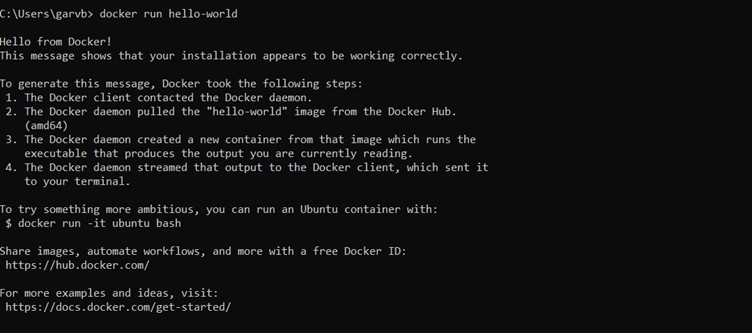 C:\Users\garvb> docker run hello-world
Hello from Docker!
This message shows that your installation appears to be working correctly.
To generate this message, Docker took the following steps:
1. The Docker client contacted the Docker daemon.
2. The Docker daemon pulled the "hello-world" image from the Docker Hub.
(amd64)
3. The Docker daemon created a new container from that image which runs the
executable that produces the output you are currently reading.
4. The Docker daemon streamed that output to the Docker client, which sent it
to your terminal.
To try something more ambitious, you can run an Ubuntu container with:
$ docker run -it ubuntu bash
Share images, automate workflows, and more with a free Docker ID:
https://hub.docker.com/
For more examples and ideas, visit:
https://docs.docker.com/get-started/